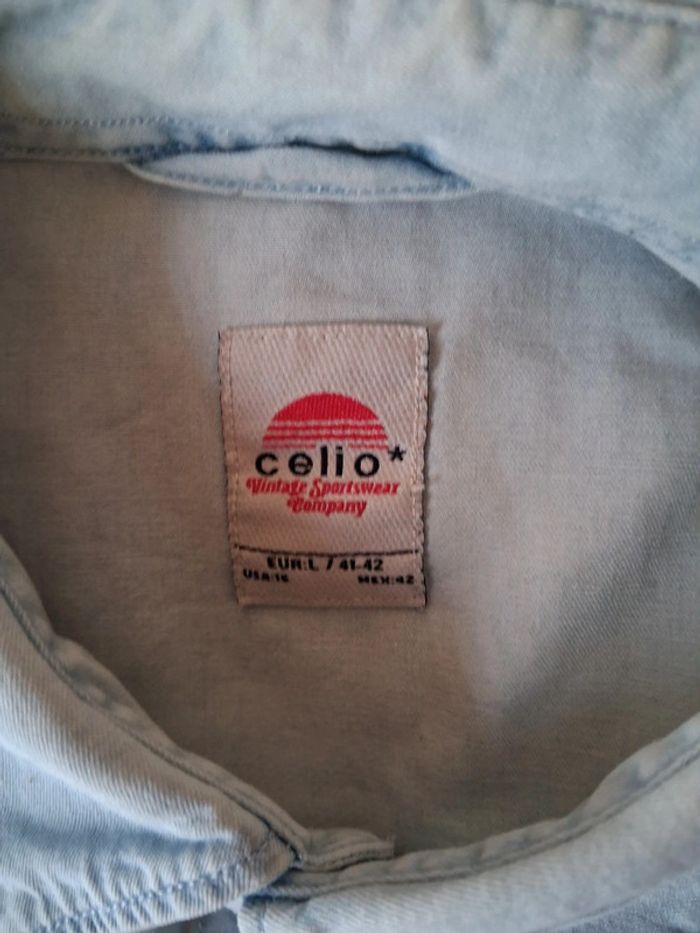 celio*
Vintage Sportswear
Company
EUR:L / 41-42
USA:16 MEX:42